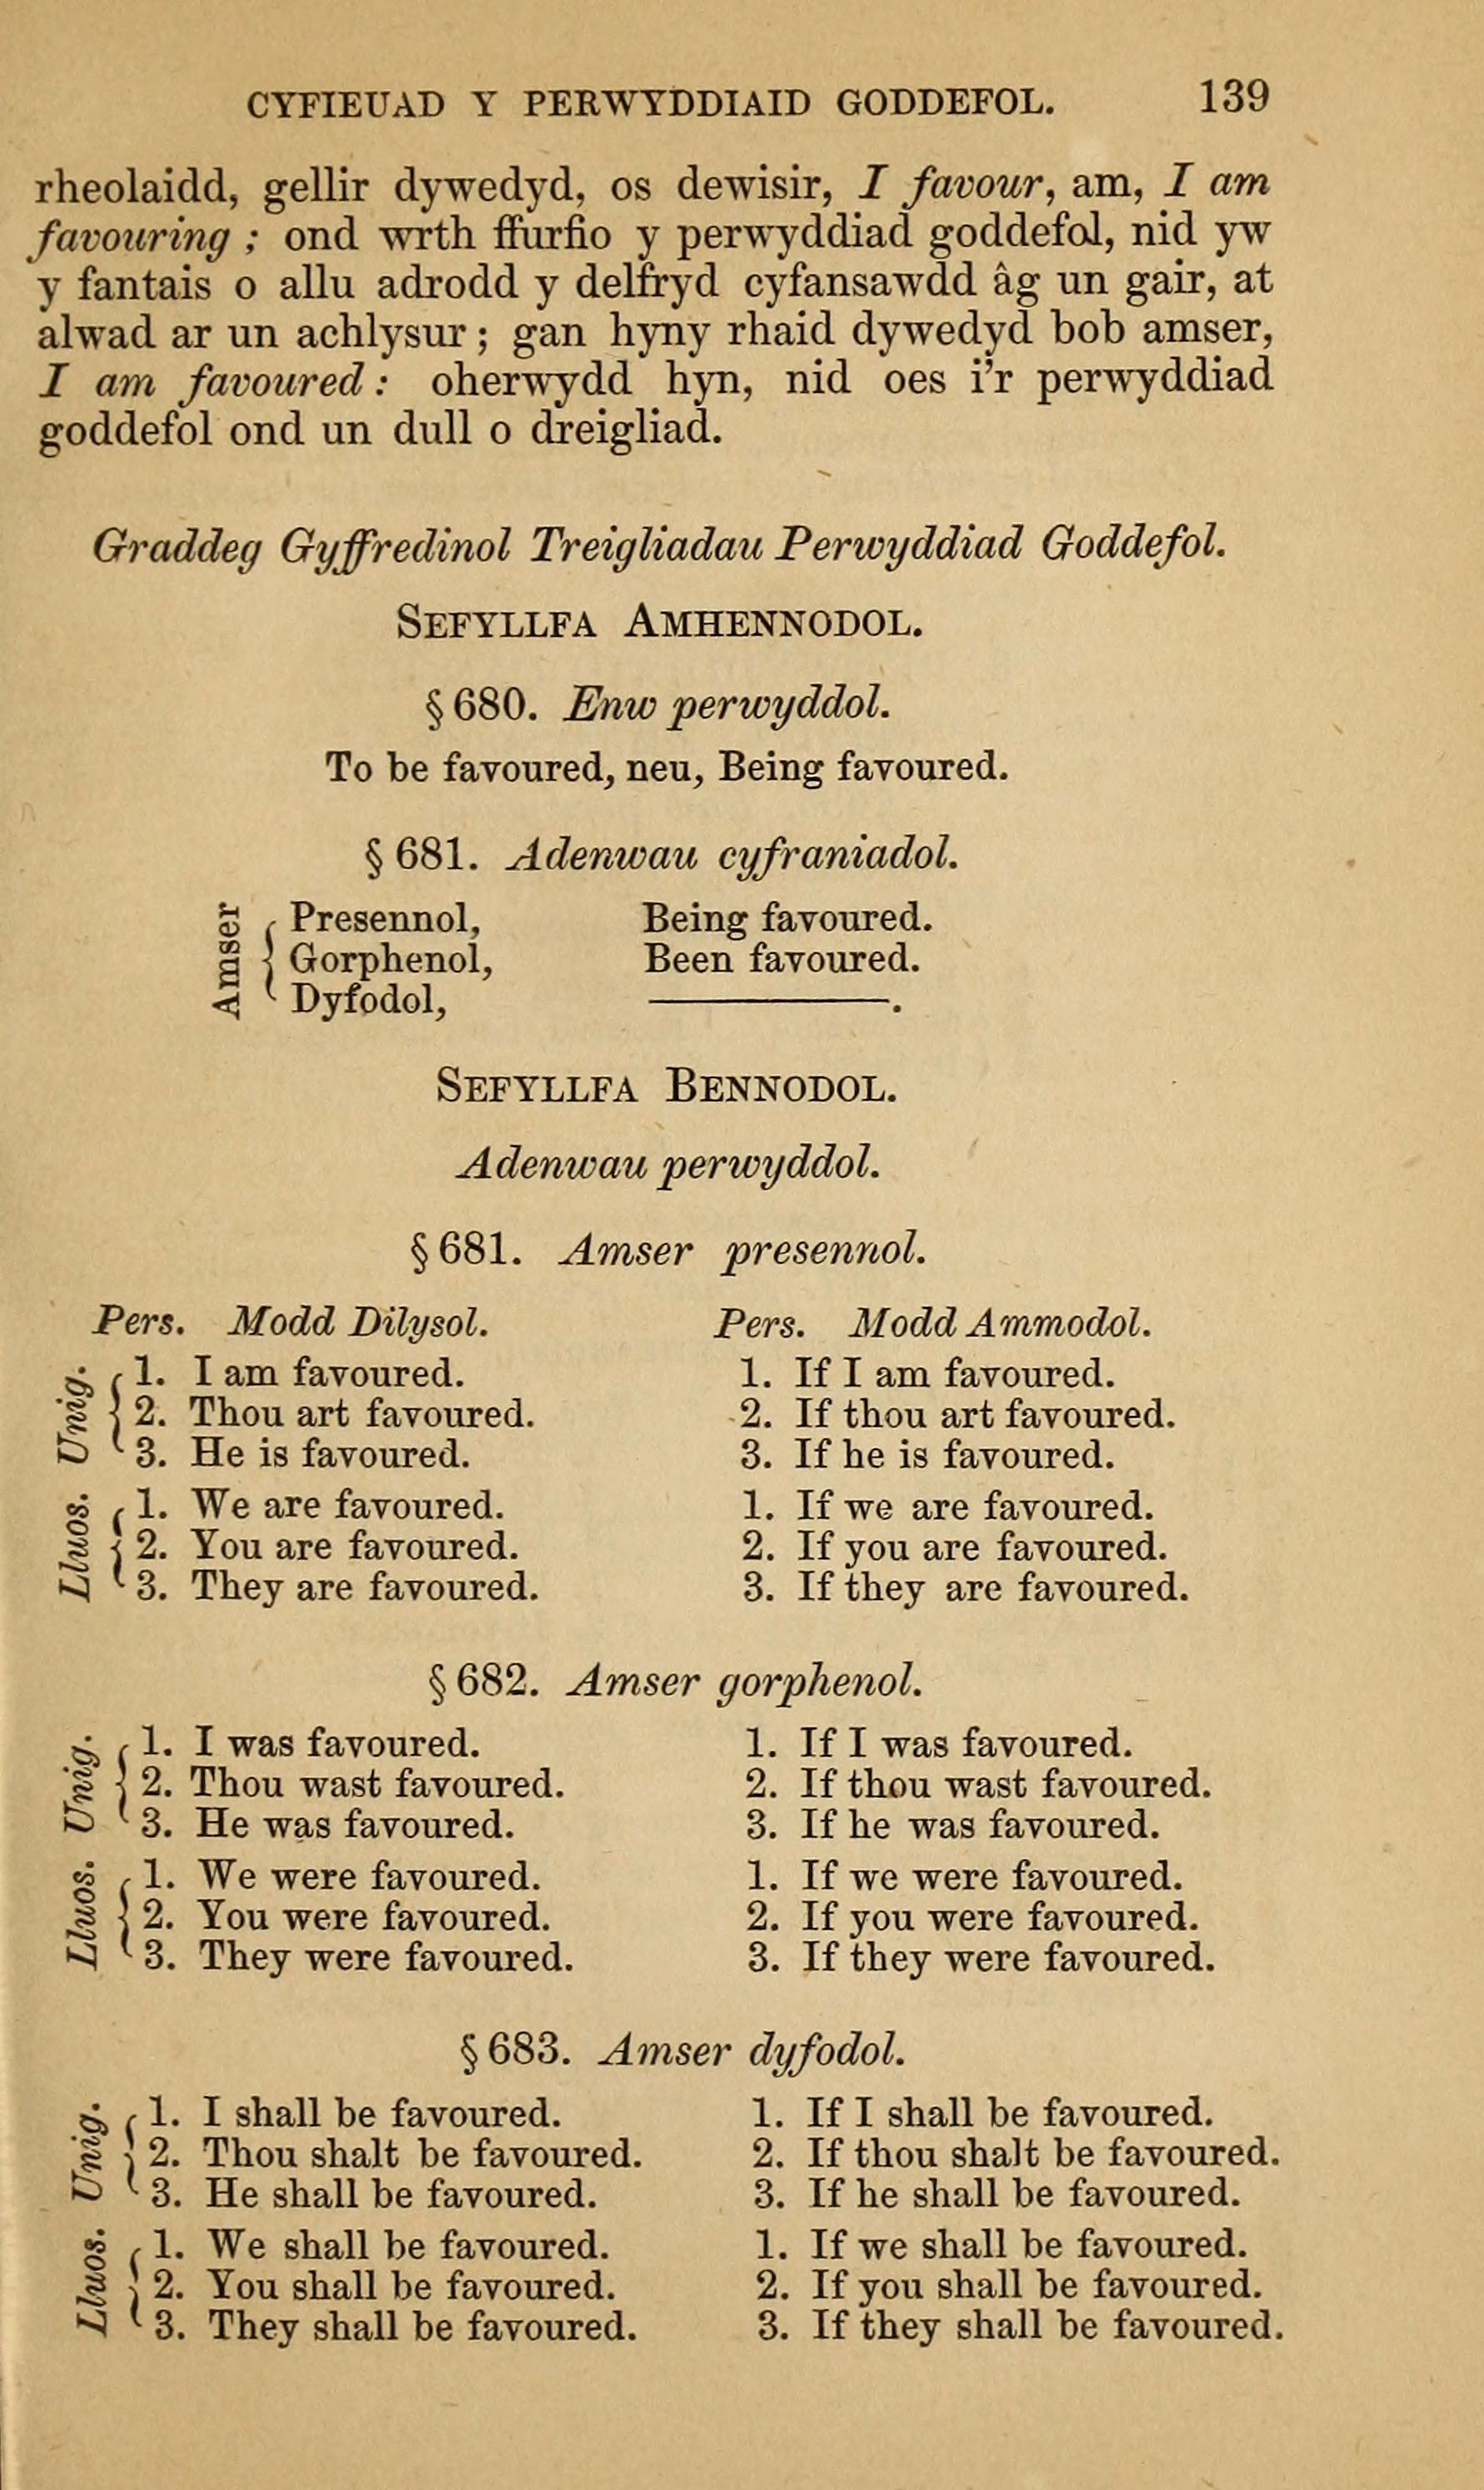 CYFIEUAD Y PERWYDDIAID GODDEFOL. 139
rheolaidd, gellir dywedyd, os dewisir, I favour, am, I am
favouring ; ond wrth ffurfio y perwyddiad goddefol, nid yw
y fantais o allu adrodd y delfryd cyfansawdd âg un gair, at
alwad ar un achlysur ; gan hyny rhaid dywedyd bob amser,
I am favoured : oherwydd hyn, nid oes i'r perwyddiad
goddefol ond un dull o dreigliad.
Graddeg Gyffredinol Treigliadau Perwyddiad Goddefol.
SEFYLLFA AMHENNODOL.
§ 680. Enw perwyddol.
To be favoured, neu, Being favoured.
§ 681. Adenwau cyfraniadol.
Amser
Presennol, Being favoured.
Gorphenol, Been favoured.
Dyfodol, ———.
SEFYLLFA BENNODOL.
Adenwau perwyddol.
§ 681. Amser presennol.
Pers. Modd Dilysol. Pers. Modd Ammodol.
Unig.
1. I am favoured. 1. If I am favoured.
2. Thou art favoured. 2. If thou art favoured.
3. He is favoured. 3. If he is favoured.
Lluos.
1. We are favoured. 1. If we are favoured.
2. You are favoured. 2. If you are favoured.
3. They are favoured. 3. If they are favoured.
§ 682. Amser gorphenol.
Unig.
1. I was favoured. 1. If I was favoured.
2. Thou wast favoured. 2. If thou wast favoured.
3. He was favoured. 3. If he was favoured.
Lluos.
1. We were favoured. 1. If we were favoured.
2. You were favoured. 2. If you were favoured.
3. They were favoured. 3. If they were favoured.
§ 683. Amser dyfodol.
Unig.
1. I shall be favoured. 1. If I shall be favoured.
2. Thou shalt be favoured. 2. If thou shalt be favoured.
3. He shall be favoured. 3. If he shall be favoured.
Lluos.
1. We shall be favoured. 1. If we shall be favoured.
2. You shall be favoured. 2. If you shall be favoured.
3. They shall be favoured. 3. If they shall be favoured.